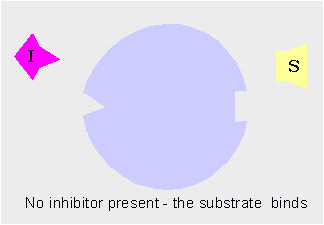 I
S
No inhibitor present - the substrate binds